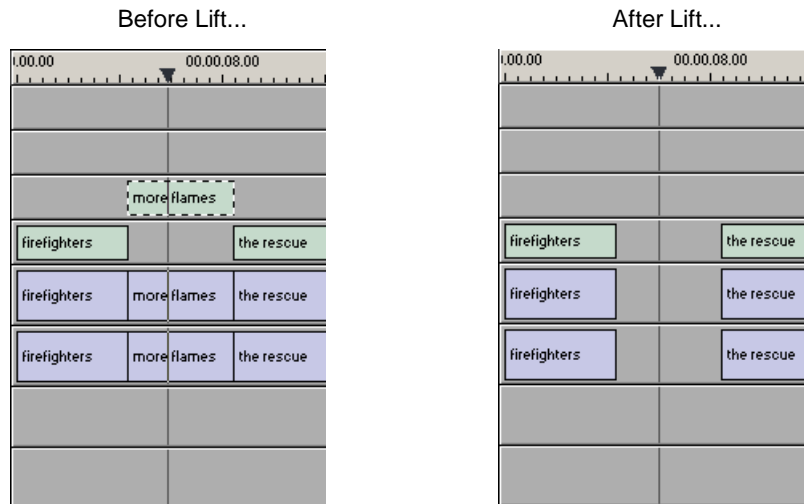 Before Lift...
After Lift...
:00.00 00.00.08.00
more flames
firefighters the rescue
firefighters more flames the rescue
firefighters more flames the rescue
:00.00 00.00.08.00
firefighters the rescue
firefighters the rescue
firefighters the rescue